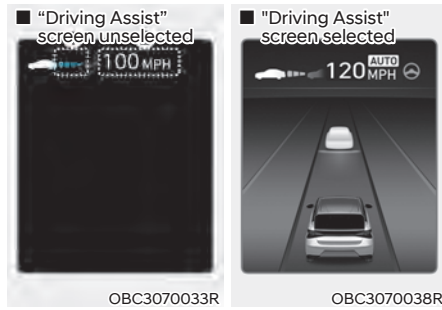 ■ “Driving Assist”
screen unselected
100 MPH
OBC3070033R
■ "Driving Assist"
screen selected
120 AUTO
MPH
OBC3070038R